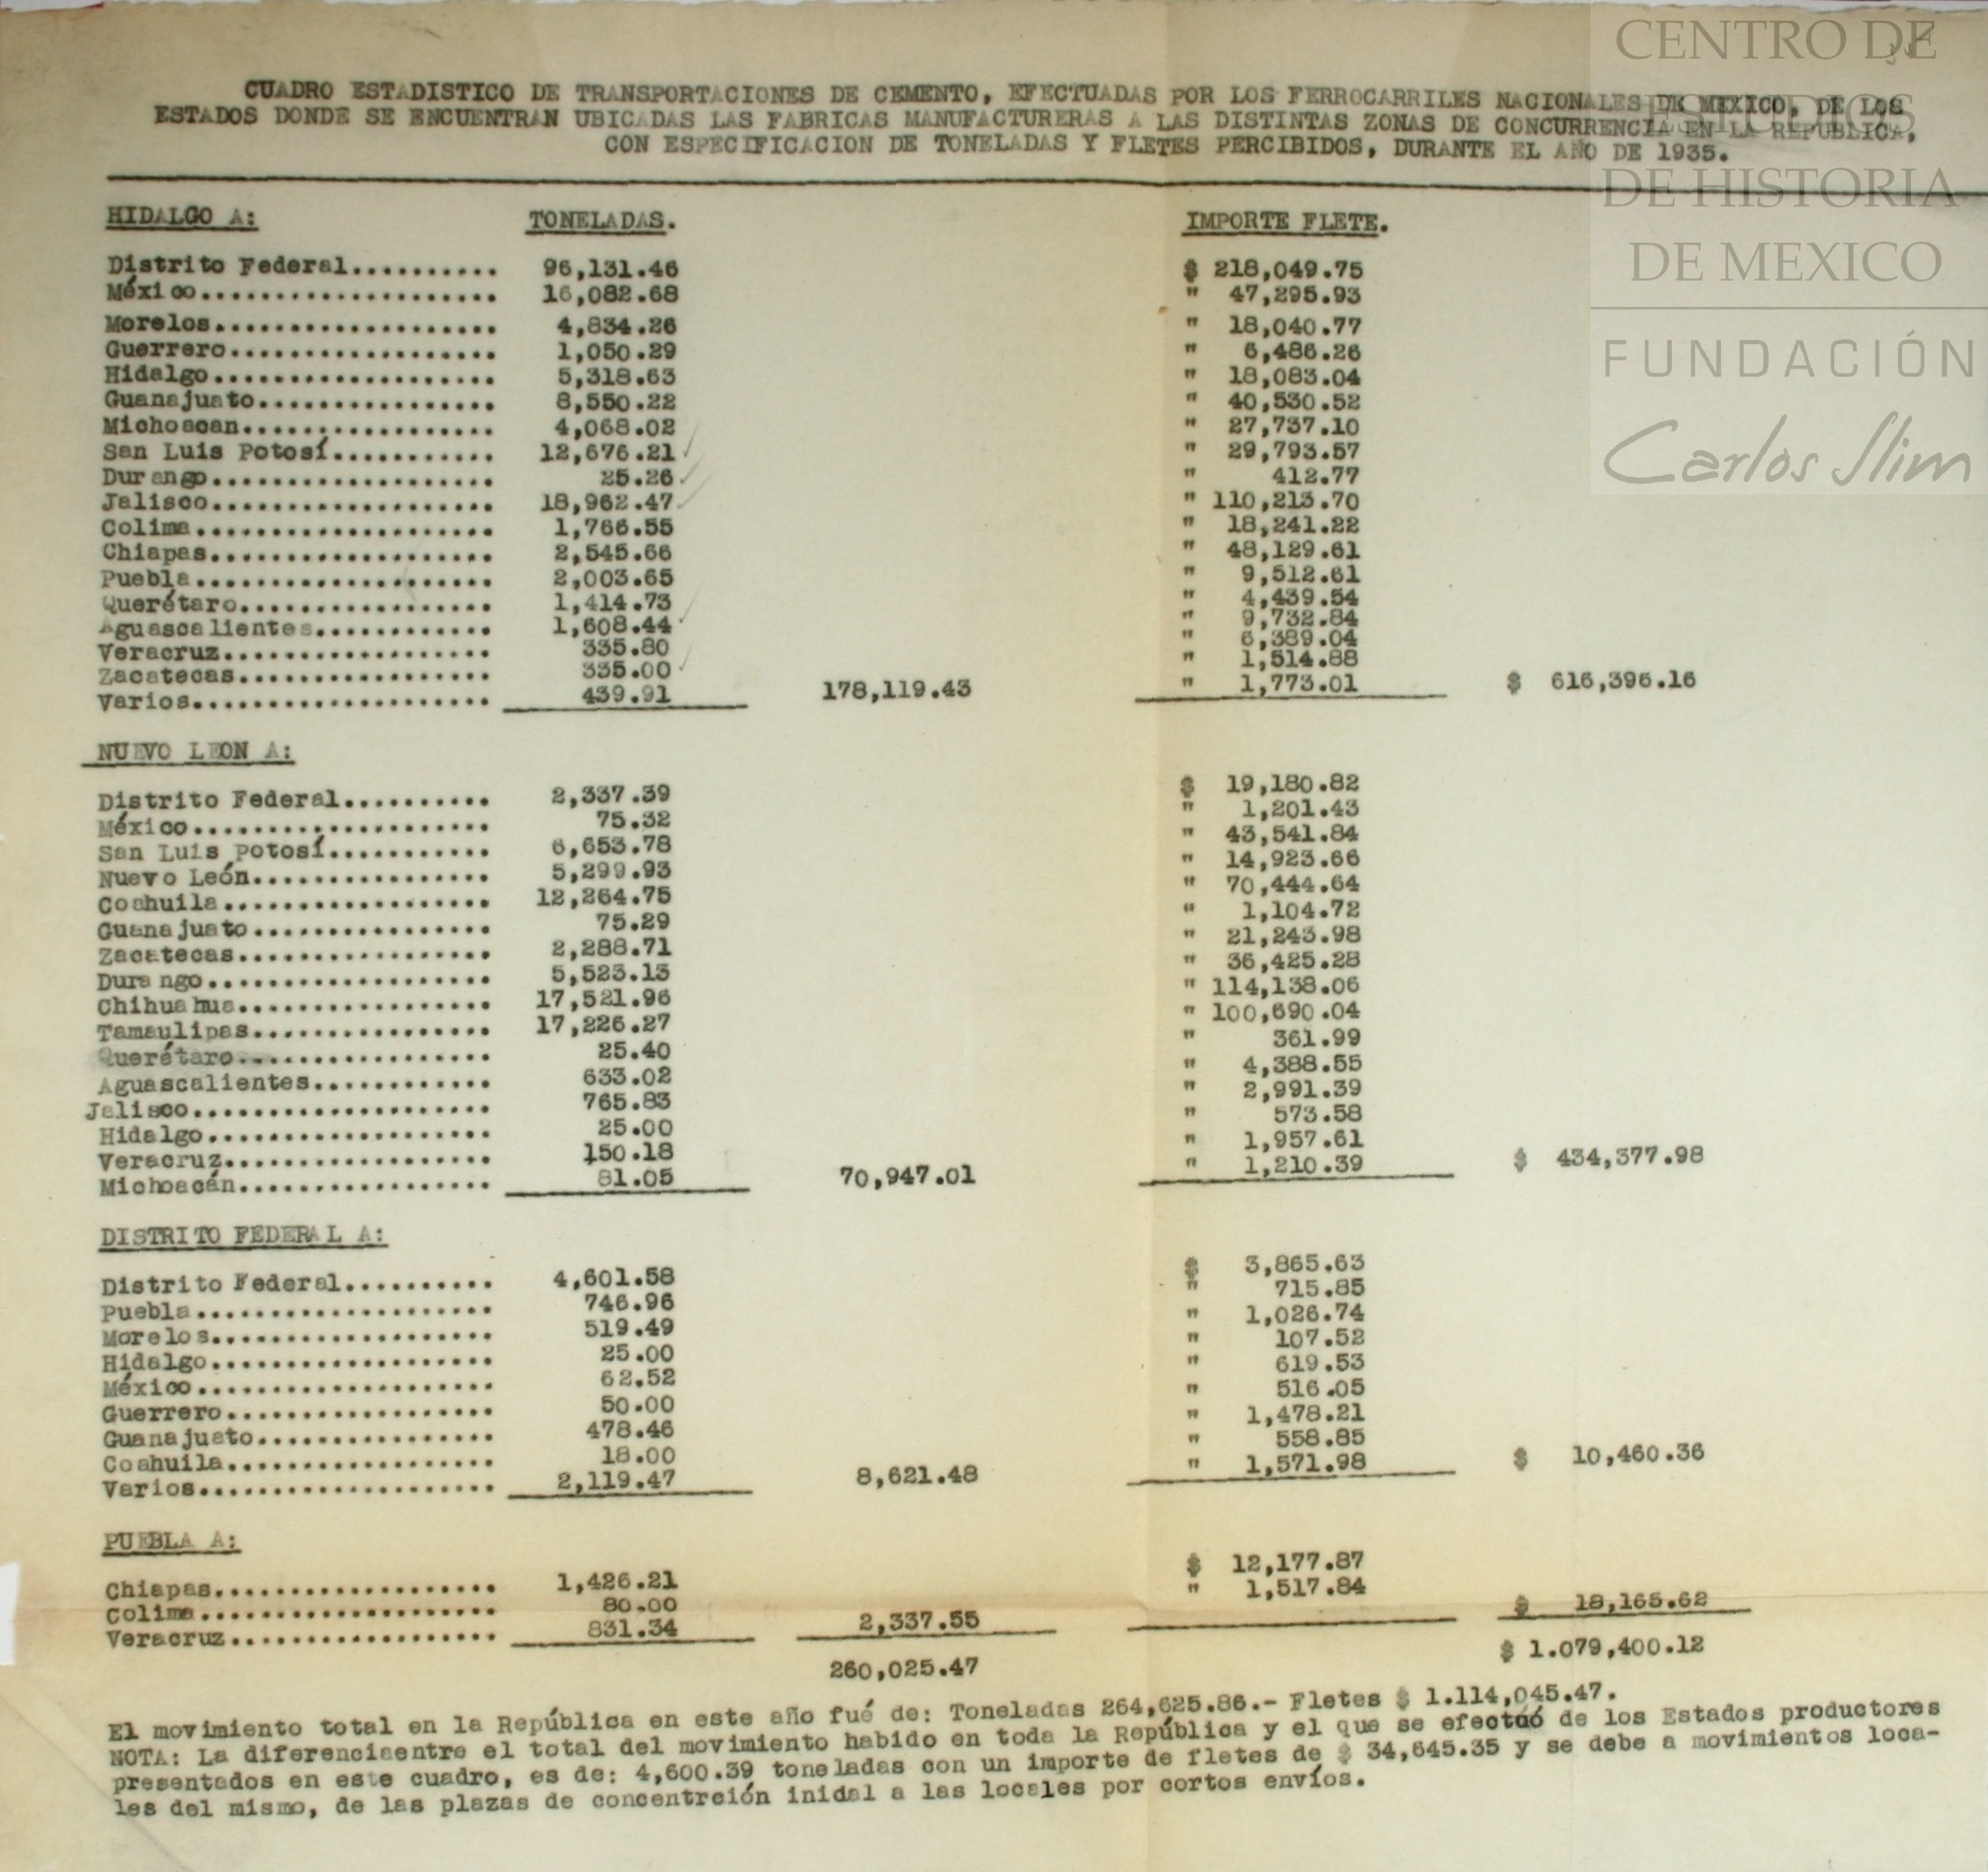 CENTRO DE
ESTUDIOS
DE HISTORIA
DE MEXICO
FUNDACIÓN
Carlos Slim
CUADRO ESTADISTICO DE TRANSPORTACIONES DE CEMENTO, EFECTUADAS POR LOS FERROCARRILES NACIONALES DE MEXICO, DE LOS
ESTADOS DONDE SE ENCUENTRAN UBICADAS LAS FABRICAS MANUFACTURERAS A LAS DISTINTAS ZONAS DE CONCURRENCIA EN LA REPUBLICA,
CON ESPECIFICACION DE TONELADAS Y FLETES PERCIBIDOS, DURANTE EL AÑO DE 1935.
HIDALGO A: TONELADAS. IMPORTE FLETE.
Distrito Federal.......... 96,131.46 $ 218,049.75
México.................... 16,082.68 " 47,295.93
Morelos................... 4,834.26 " 18,040.77
Guerrero.................. 1,050.29 " 6,486.26
Hidalgo................... 5,318.63 " 18,083.04
Guanajuato................ 8,550.22 " 40,530.52
Michoacan................. 4,068.02 " 27,737.10
San Luis Potosí........... 12,676.21 " 29,793.57
Durango................... 25.26 " 412.77
Jalisco................... 18,962.47 " 110,213.70
Colima.................... 1,766.55 " 18,241.22
Chiapas................... 2,545.66 " 48,129.61
Puebla.................... 2,003.65 " 9,512.61
Querétaro................. 1,414.73 " 4,439.54
Aguascalientes............ 1,608.44 " 9,732.84
Veracruz.................. 335.80 " 6,389.04
Zacatecas................. 335.00 " 1,514.88
Varios.................... 439.91 178,119.43 " 1,773.01 $ 616,396.16
NUEVO LEON A:
Distrito Federal.......... 2,337.39 $ 19,180.82
México.................... 75.32 " 1,201.43
San Luis Potosí........... 6,653.78 " 43,541.84
Nuevo León................ 5,299.93 " 14,923.66
Coahuila.................. 12,264.75 " 70,444.64
Guanajuato................ 75.29 " 1,104.72
Zacatecas................. 2,288.71 " 21,243.98
Durango................... 5,523.13 " 36,425.28
Chihuahua................. 17,521.96 " 114,138.06
Tamaulipas................ 17,226.27 " 100,690.04
Querétaro................. 25.40 " 361.99
Aguascalientes............ 633.02 " 4,388.55
Jalisco................... 765.83 " 2,991.39
Hidalgo................... 25.00 " 573.58
Veracruz.................. 150.18 " 1,957.61
Michoacán................. 81.05 70,947.01 " 1,210.39 $ 434,377.98
DISTRITO FEDERAL A:
Distrito Federal.......... 4,601.58 $ 3,865.63
Puebla.................... 746.96 " 715.85
Morelos................... 519.49 " 1,026.74
Hidalgo................... 25.00 " 107.52
México.................... 62.52 " 619.53
Guerrero.................. 50.00 " 516.05
Guanajuato................ 478.46 " 1,478.21
Coahuila.................. 18.00 " 558.85
Varios.................... 2,119.47 8,621.48 " 1,571.98 $ 10,460.36
PUEBLA A:
Chiapas................... 1,426.21 $ 12,177.87
Colima.................... 80.00 " 1,517.84
Veracruz.................. 831.34 2,337.55 $ 18,165.62
260,025.47 $ 1.079,400.12
El movimiento total en la República en este año fué de: Toneladas 264,625.86.- Fletes $ 1.114,045.47.
NOTA: La diferenciaentre el total del movimiento habido en toda la República y el que se efectuó de los Estados productores
presentados en este cuadro, es de: 4,600.39 toneladas con un importe de fletes de $ 34,645.35 y se debe a movimientos loca-
les del mismo, de las plazas de concentrción inidal a las locales por cortos envíos.